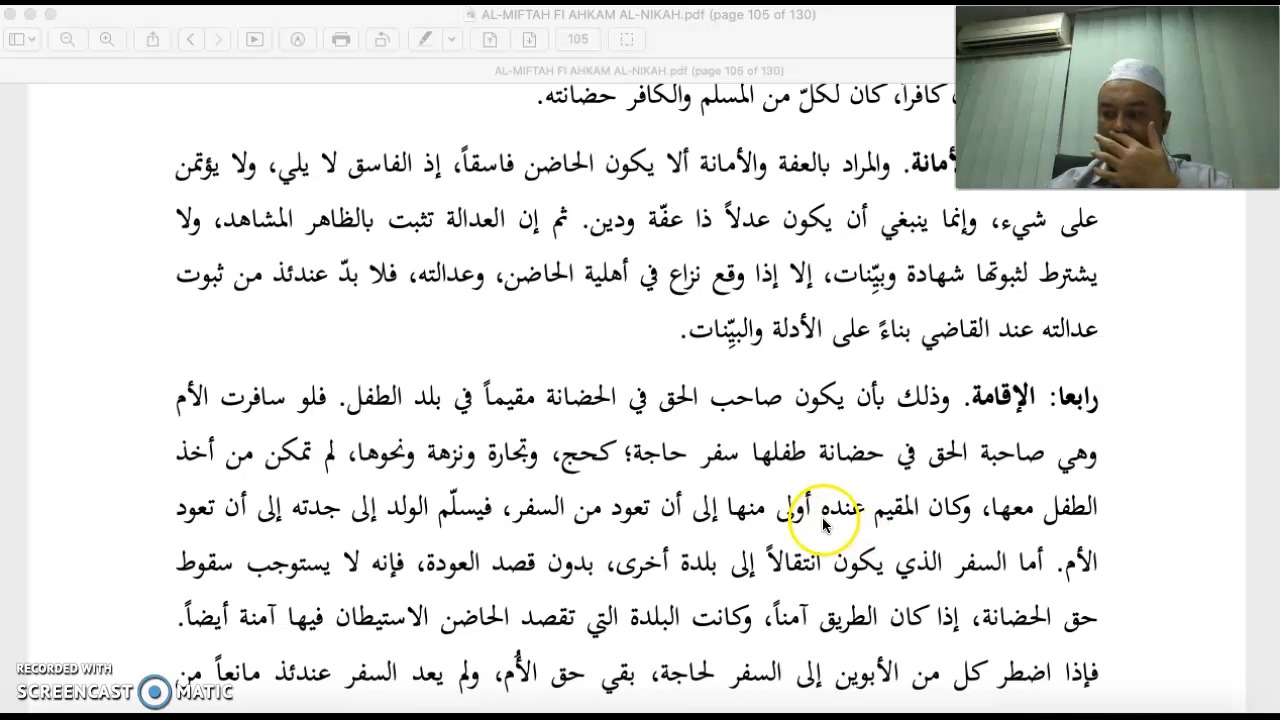 AL-MIFTAH FI AHKAM AL-NIKAH.pdf (page 105 of 130)
105
AL-MIFTAH FI AHKAM AL-NIKAH.pdf (page 105 of 130)
كافراً، كان لكلّ من المسلم والكافر حضانته.
والمراد بالعفة والأمانة ألا يكون الحاضن فاسقاً، إذ الفاسق لا يلي، ولا يؤتمن
على شيء، وإنما ينبغي أن يكون عدلاً ذا عفّة ودين. ثم إن العدالة تثبت بالظاهر المشاهد، ولا
يشترط لثبوتها شهادة وبيِّنات، إلا إذا وقع نزاع في أهلية الحاضن، وعدالته، فلا بدّ عندئذ من ثبوت
عدالته عند القاضي بناءً على الأدلة والبيِّنات.
رابعا: الإقامة. وذلك بأن يكون صاحب الحق في الحضانة مقيماً في بلد الطفل. فلو سافرت الأم
وهي صاحبة الحق في حضانة طفلها سفر حاجة؛ كحج، وتجارة ونزهة ونحوها، لم تمكن من أخذ
الطفل معها، وكان المقيم عنده أولى منها إلى أن تعود من السفر، فيسلّم الولد إلى جدته إلى أن تعود
الأم. أما السفر الذي يكون انتقالاً إلى بلدة أخرى، بدون قصد العودة، فإنه لا يستوجب سقوط
حق الحضانة، إذا كان الطريق آمناً، وكانت البلدة التي تقصد الحاضن الاستيطان فيها آمنة أيضاً.
فإذا اضطر كل من الأبوين إلى السفر لحاجة، بقي حق الأُم، ولم يعد السفر عندئذ مانعاً من
RECORDED WITH
SCREENCAST MATIC